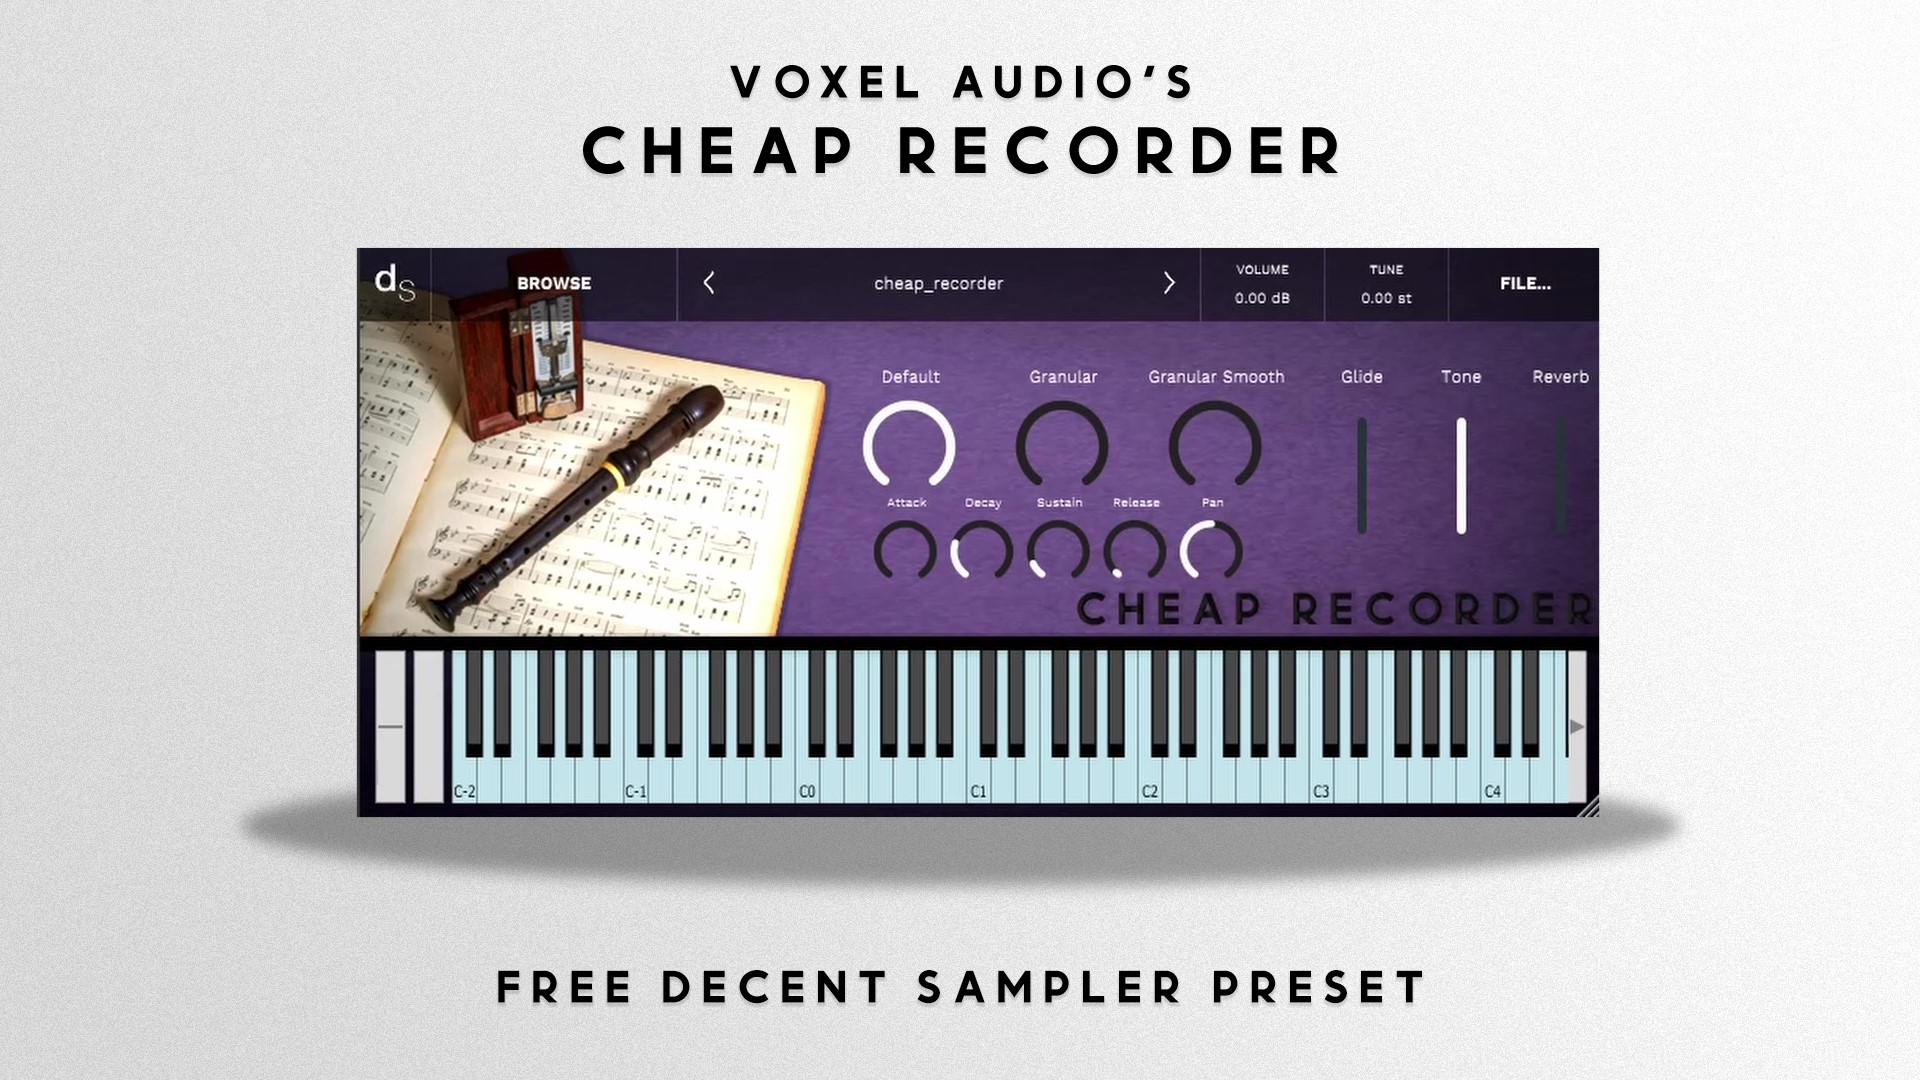 VOXEL AUDIO'S
CHEAP RECORDER
ds
BROWSE
cheap_recorder
VOLUME
0.00 dB
TUNE
0.00 st
FILE...
Default Granular Granular Smooth Glide Tone Reverb
Attack Decay Sustain Release Pan
CHEAP RECORDER
C-2 C-1 C0 C1 C2 C3 C4
FREE DECENT SAMPLER PRESET